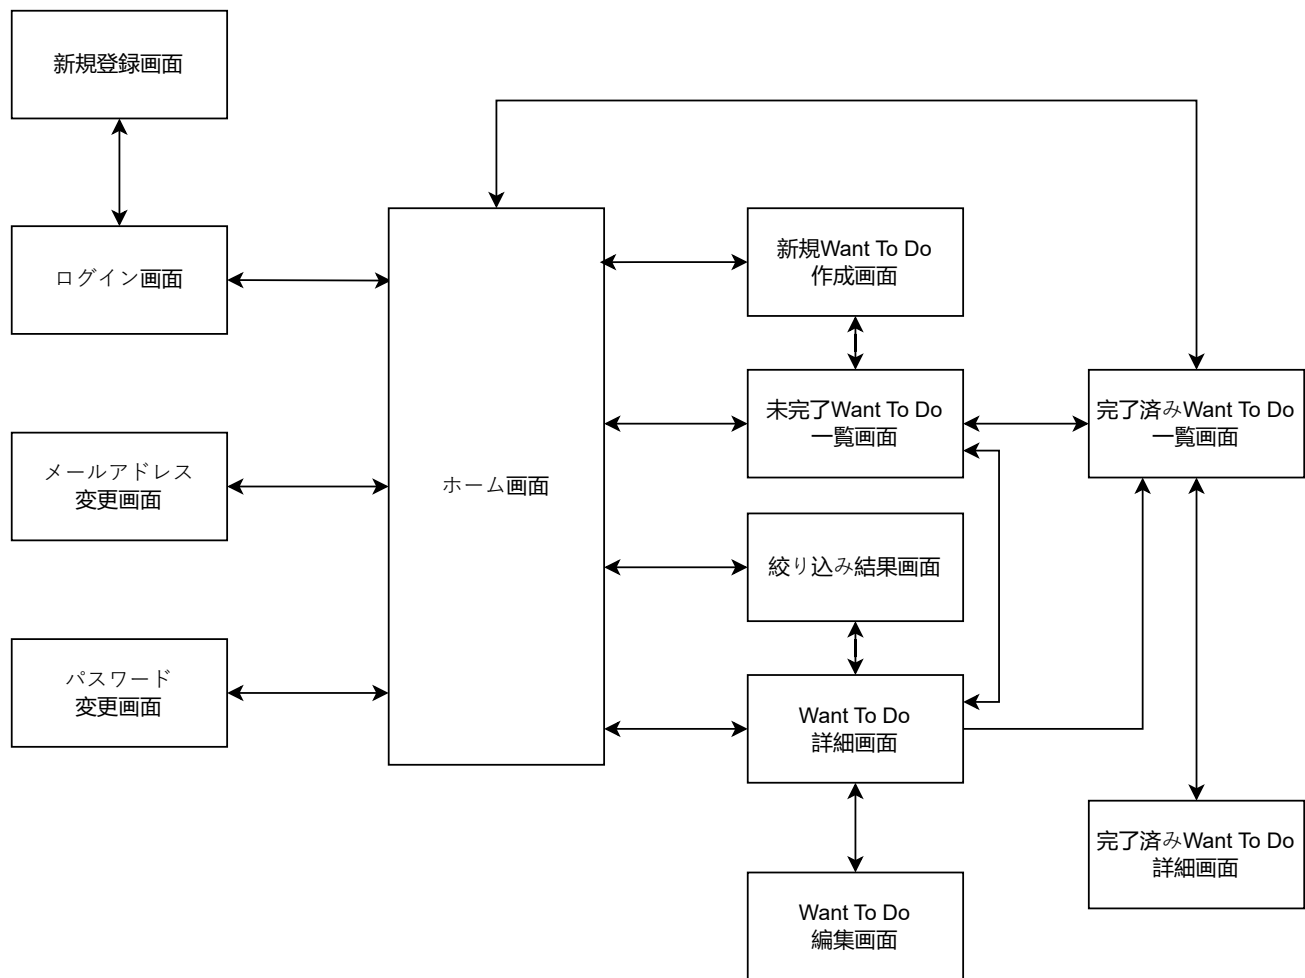 新規登録画面
ログイン画面
メールアドレス
変更画面
パスワード
変更画面
ホーム画面
新規Want To Do
作成画面
未完了Want To Do
一覧画面
絞り込み結果画面
Want To Do
詳細画面
Want To Do
編集画面
完了済みWant To Do
一覧画面
完了済みWant To Do
詳細画面